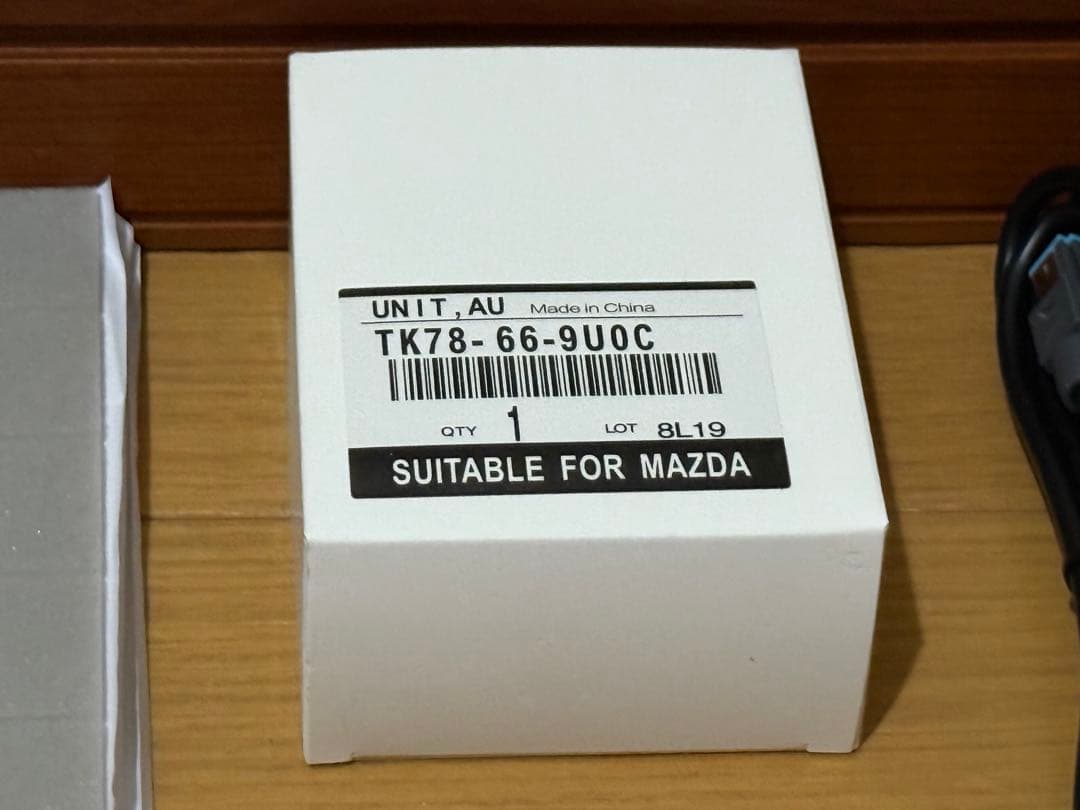 UNIT,AU Made in China
TK78-66-9U0C
QTY 1 LOT 8L19
SUITABLE FOR MAZDA